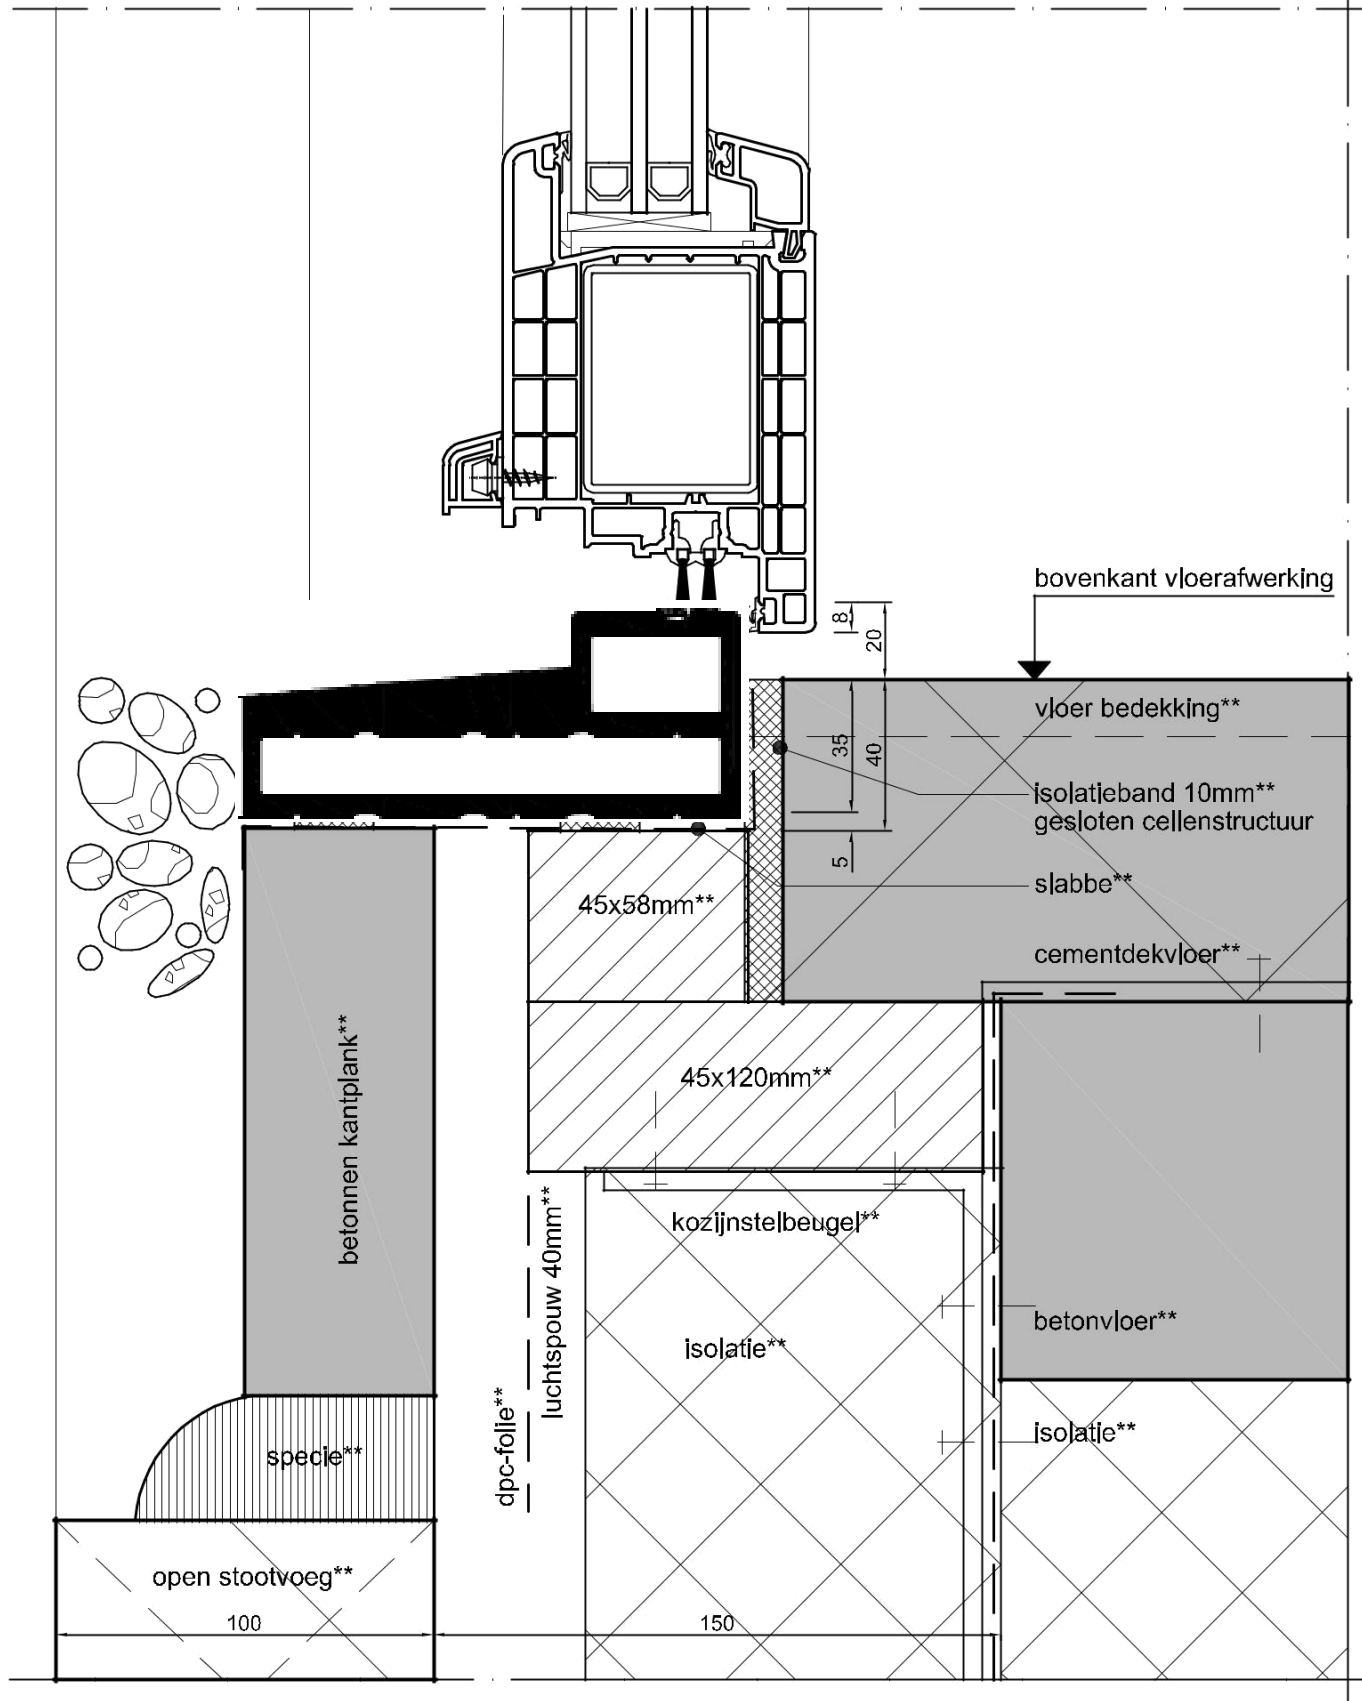 bovenkant vloerafwerking
8
20
vloer bedekking**
35
40
isolatieband 10mm**
gesloten cellenstructuur
5
slabbe**
45x58mm**
cementdekvloer**
betonnen kantplank**
45x120mm**
kozijnstelbeugel**
luchtspouw 40mm**
dpc-folie**
isolatie**
betonvloer**
isolatie**
specie**
open stootvoeg**
100
150